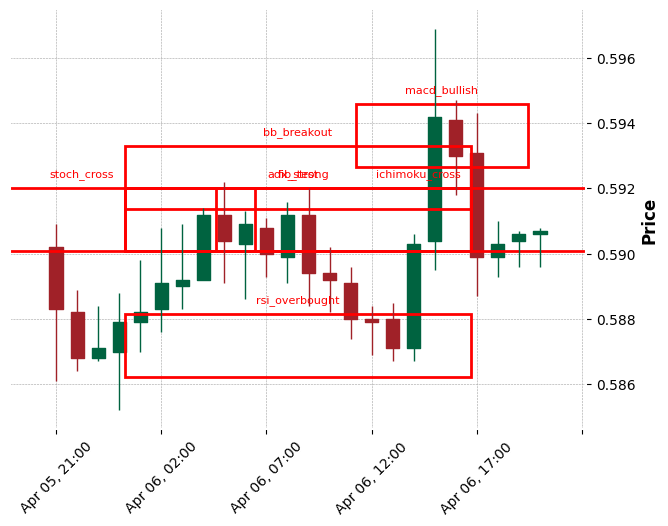 macd_bullish
bb_breakout
stoch_cross
fib_test
ichimoku_cross
rsi_overbought
0.596
0.594
0.592
0.590
0.588
0.586
Price
Apr 05, 21:00
Apr 06, 02:00
Apr 06, 07:00
Apr 06, 12:00
Apr 06, 17:00